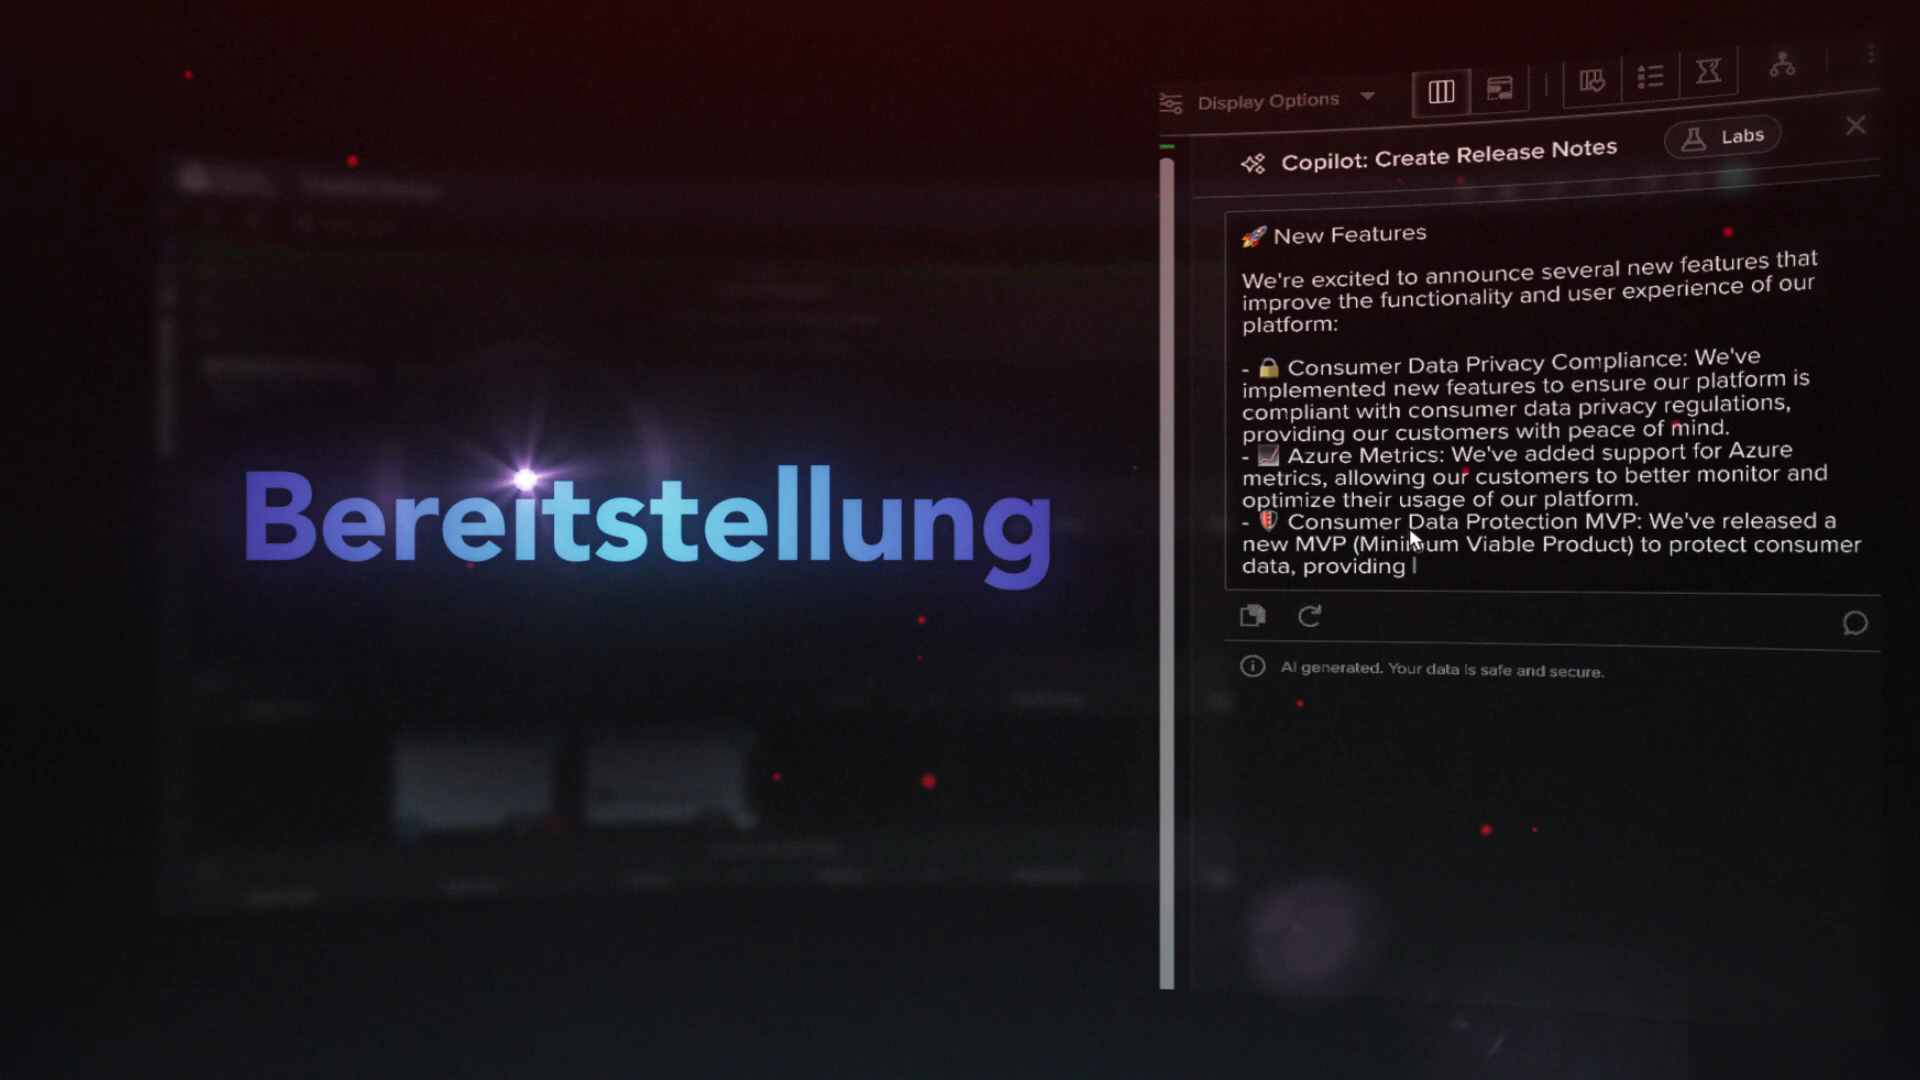 Bereitstellung
Display Options
Copilot: Create Release Notes
Labs
🚀 New Features
We're excited to announce several new features that
improve the functionality and user experience of our
platform:
- 🔒 Consumer Data Privacy Compliance: We've
implemented new features to ensure our platform is
compliant with consumer data privacy regulations,
providing our customers with peace of mind.
- 📈 Azure Metrics: We've added support for Azure
metrics, allowing our customers to better monitor and
optimize their usage of our platform.
- 🛡️ Consumer Data Protection MVP: We've released a
new MVP (Minimum Viable Product) to protect consumer
data, providing
AI generated. Your data is safe and secure.